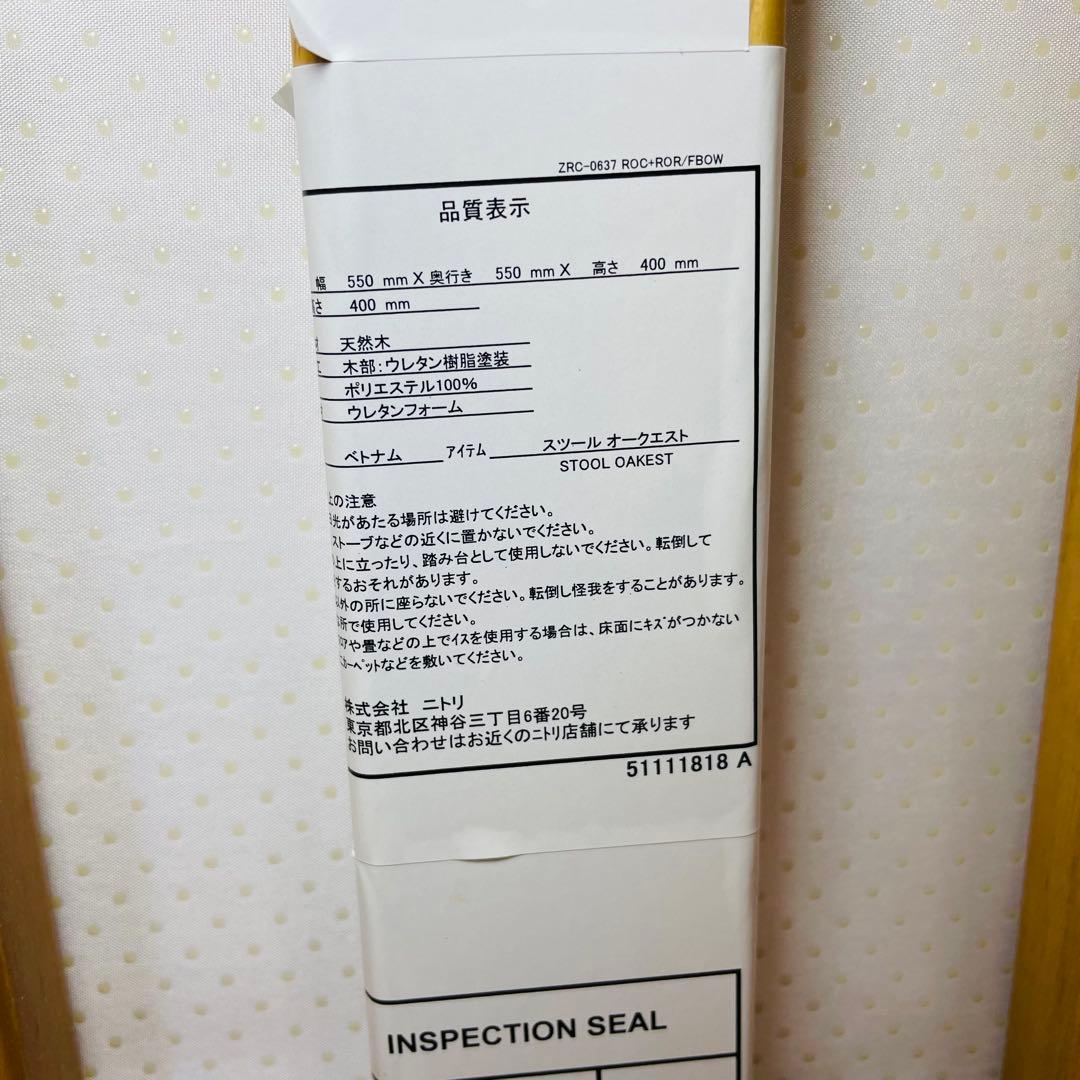 ZRC-0637 ROC+ROR/FBOW
品質表示
幅 550 mm X 奥行き 550 mm X 高さ 400 mm
さ 400 mm
天然木
木部:ウレタン樹脂塗装
ポリエステル100%
ウレタンフォーム
ベトナム アイテム スツール オークエスト
STOOL OAKEST
上の注意
光があたる場所は避けてください。
ストーブなどの近くに置かないでください。
上に立ったり、踏み台として使用しないでください。転倒して
するおそれがあります。
以外の所に座らないでください。転倒し怪我をすることがあります。
所で使用してください。
ロアや畳などの上でイスを使用する場合は、床面にキズがつかない
カーペットなどを敷いてください。
株式会社 ニトリ
東京都北区神谷三丁目6番20号
お問い合わせはお近くのニトリ店舗にて承ります
51111818 A
INSPECTION SEAL